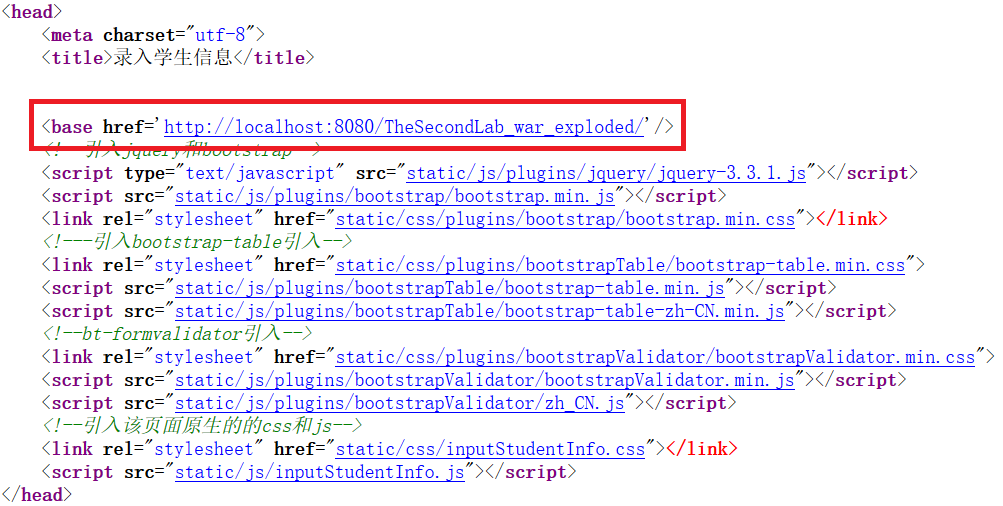 <head>
<meta charset="utf-8">
<title>录入学生信息</title>
<base href='http://localhost:8080/TheSecondLab_war_exploded/'/>
<!--引入jquery和bootstrap-->
<script type="text/javascript" src="static/js/plugins/jquery/jquery-3.3.1.js"></script>
<script src="static/js/plugins/bootstrap/bootstrap.min.js"></script>
<link rel="stylesheet" href="static/css/plugins/bootstrap/bootstrap.min.css"></link>
<!---引入bootstrap-table引入-->
<link rel="stylesheet" href="static/css/plugins/bootstrapTable/bootstrap-table.min.css">
<script src="static/js/plugins/bootstrapTable/bootstrap-table.min.js"></script>
<script src="static/js/plugins/bootstrapTable/bootstrap-table-zh-CN.min.js"></script>
<!--bt-formvalidator引入-->
<link rel="stylesheet" href="static/css/plugins/bootstrapValidator/bootstrapValidator.min.css">
<script src="static/js/plugins/bootstrapValidator/bootstrapValidator.min.js"></script>
<script src="static/js/plugins/bootstrapValidator/zh_CN.js"></script>
<!--引入该页面原生的的css和js-->
<link rel="stylesheet" href="static/css/inputStudentInfo.css"></link>
<script src="static/js/inputStudentInfo.js"></script>
</head>